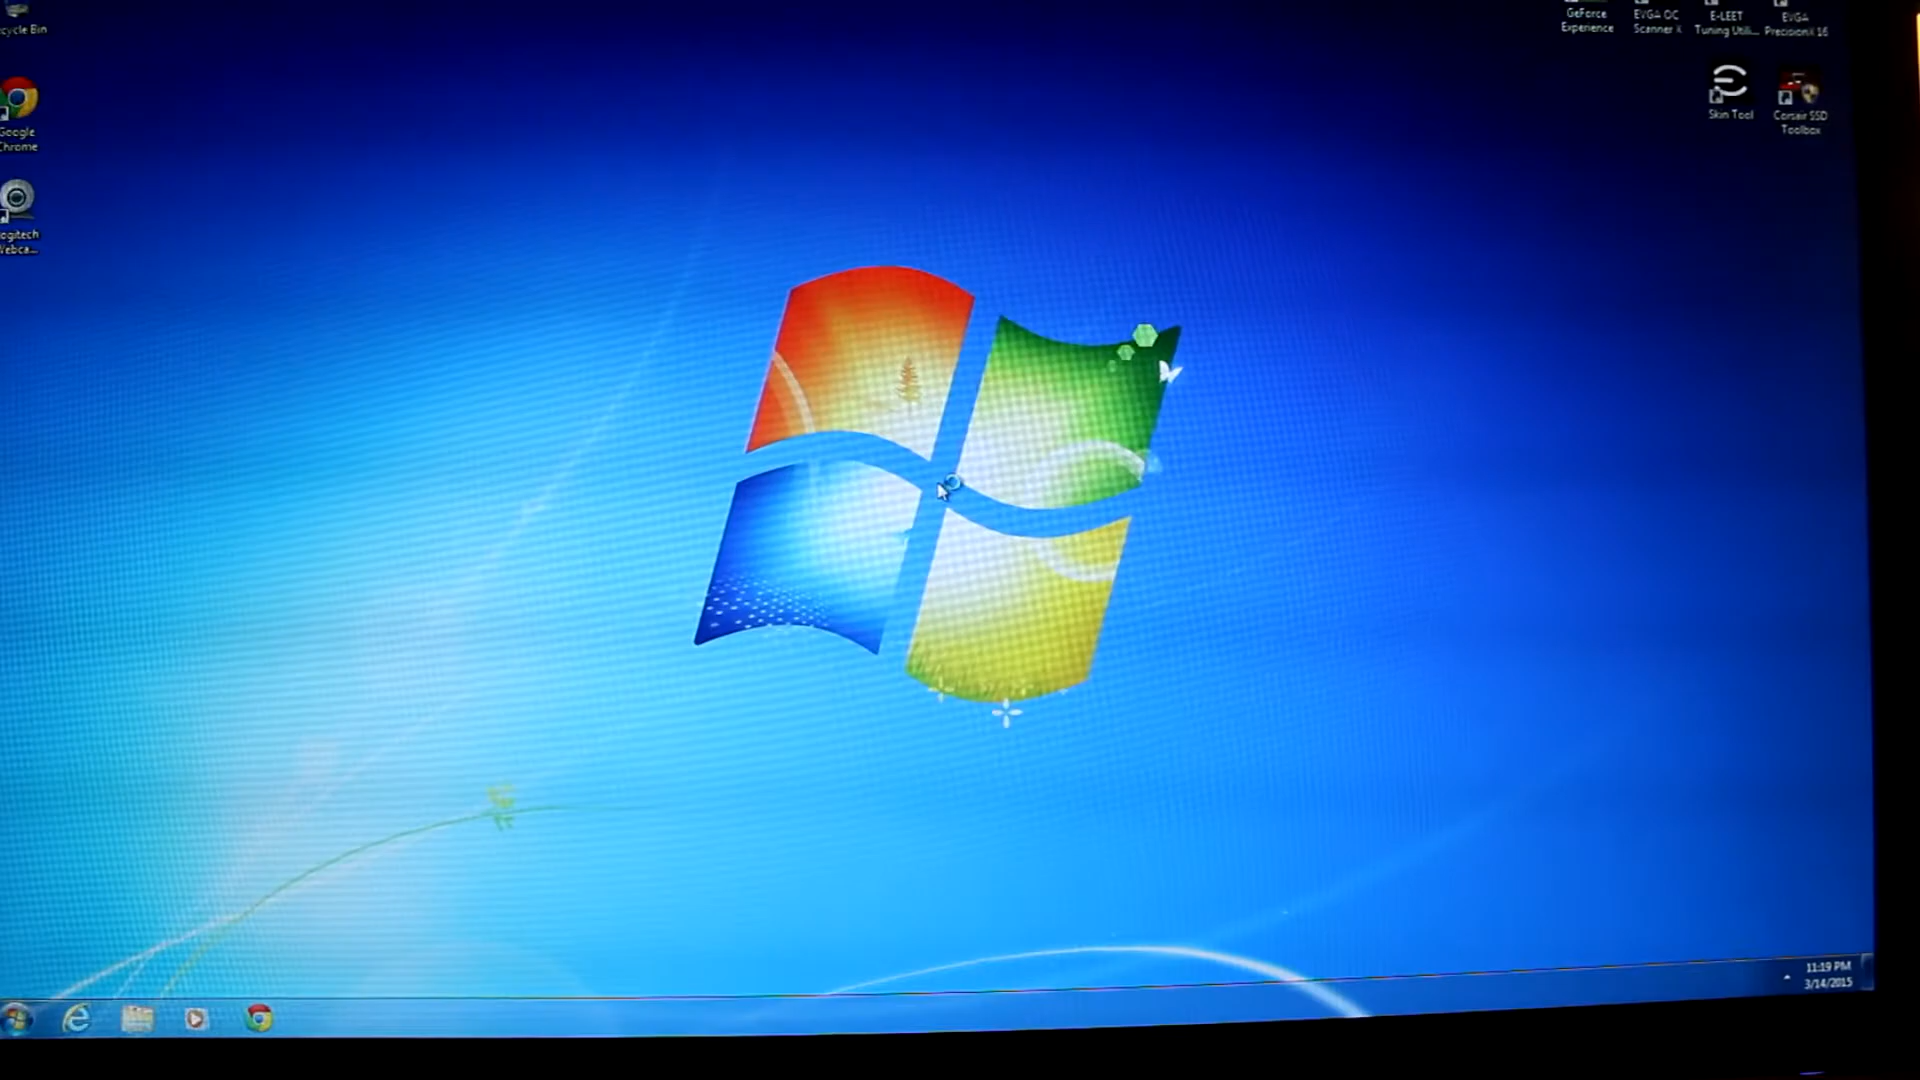 cycle Bin
Google
Chrome
ogitech
Webca...
GeForce
Experience
EVGA OC
Scanner X
E-LEET
Tuning Utili...
EVGA
PrecisionX 16
Skin Tool
Corsair SSD
Toolbox
11:19 PM
3/14/2015